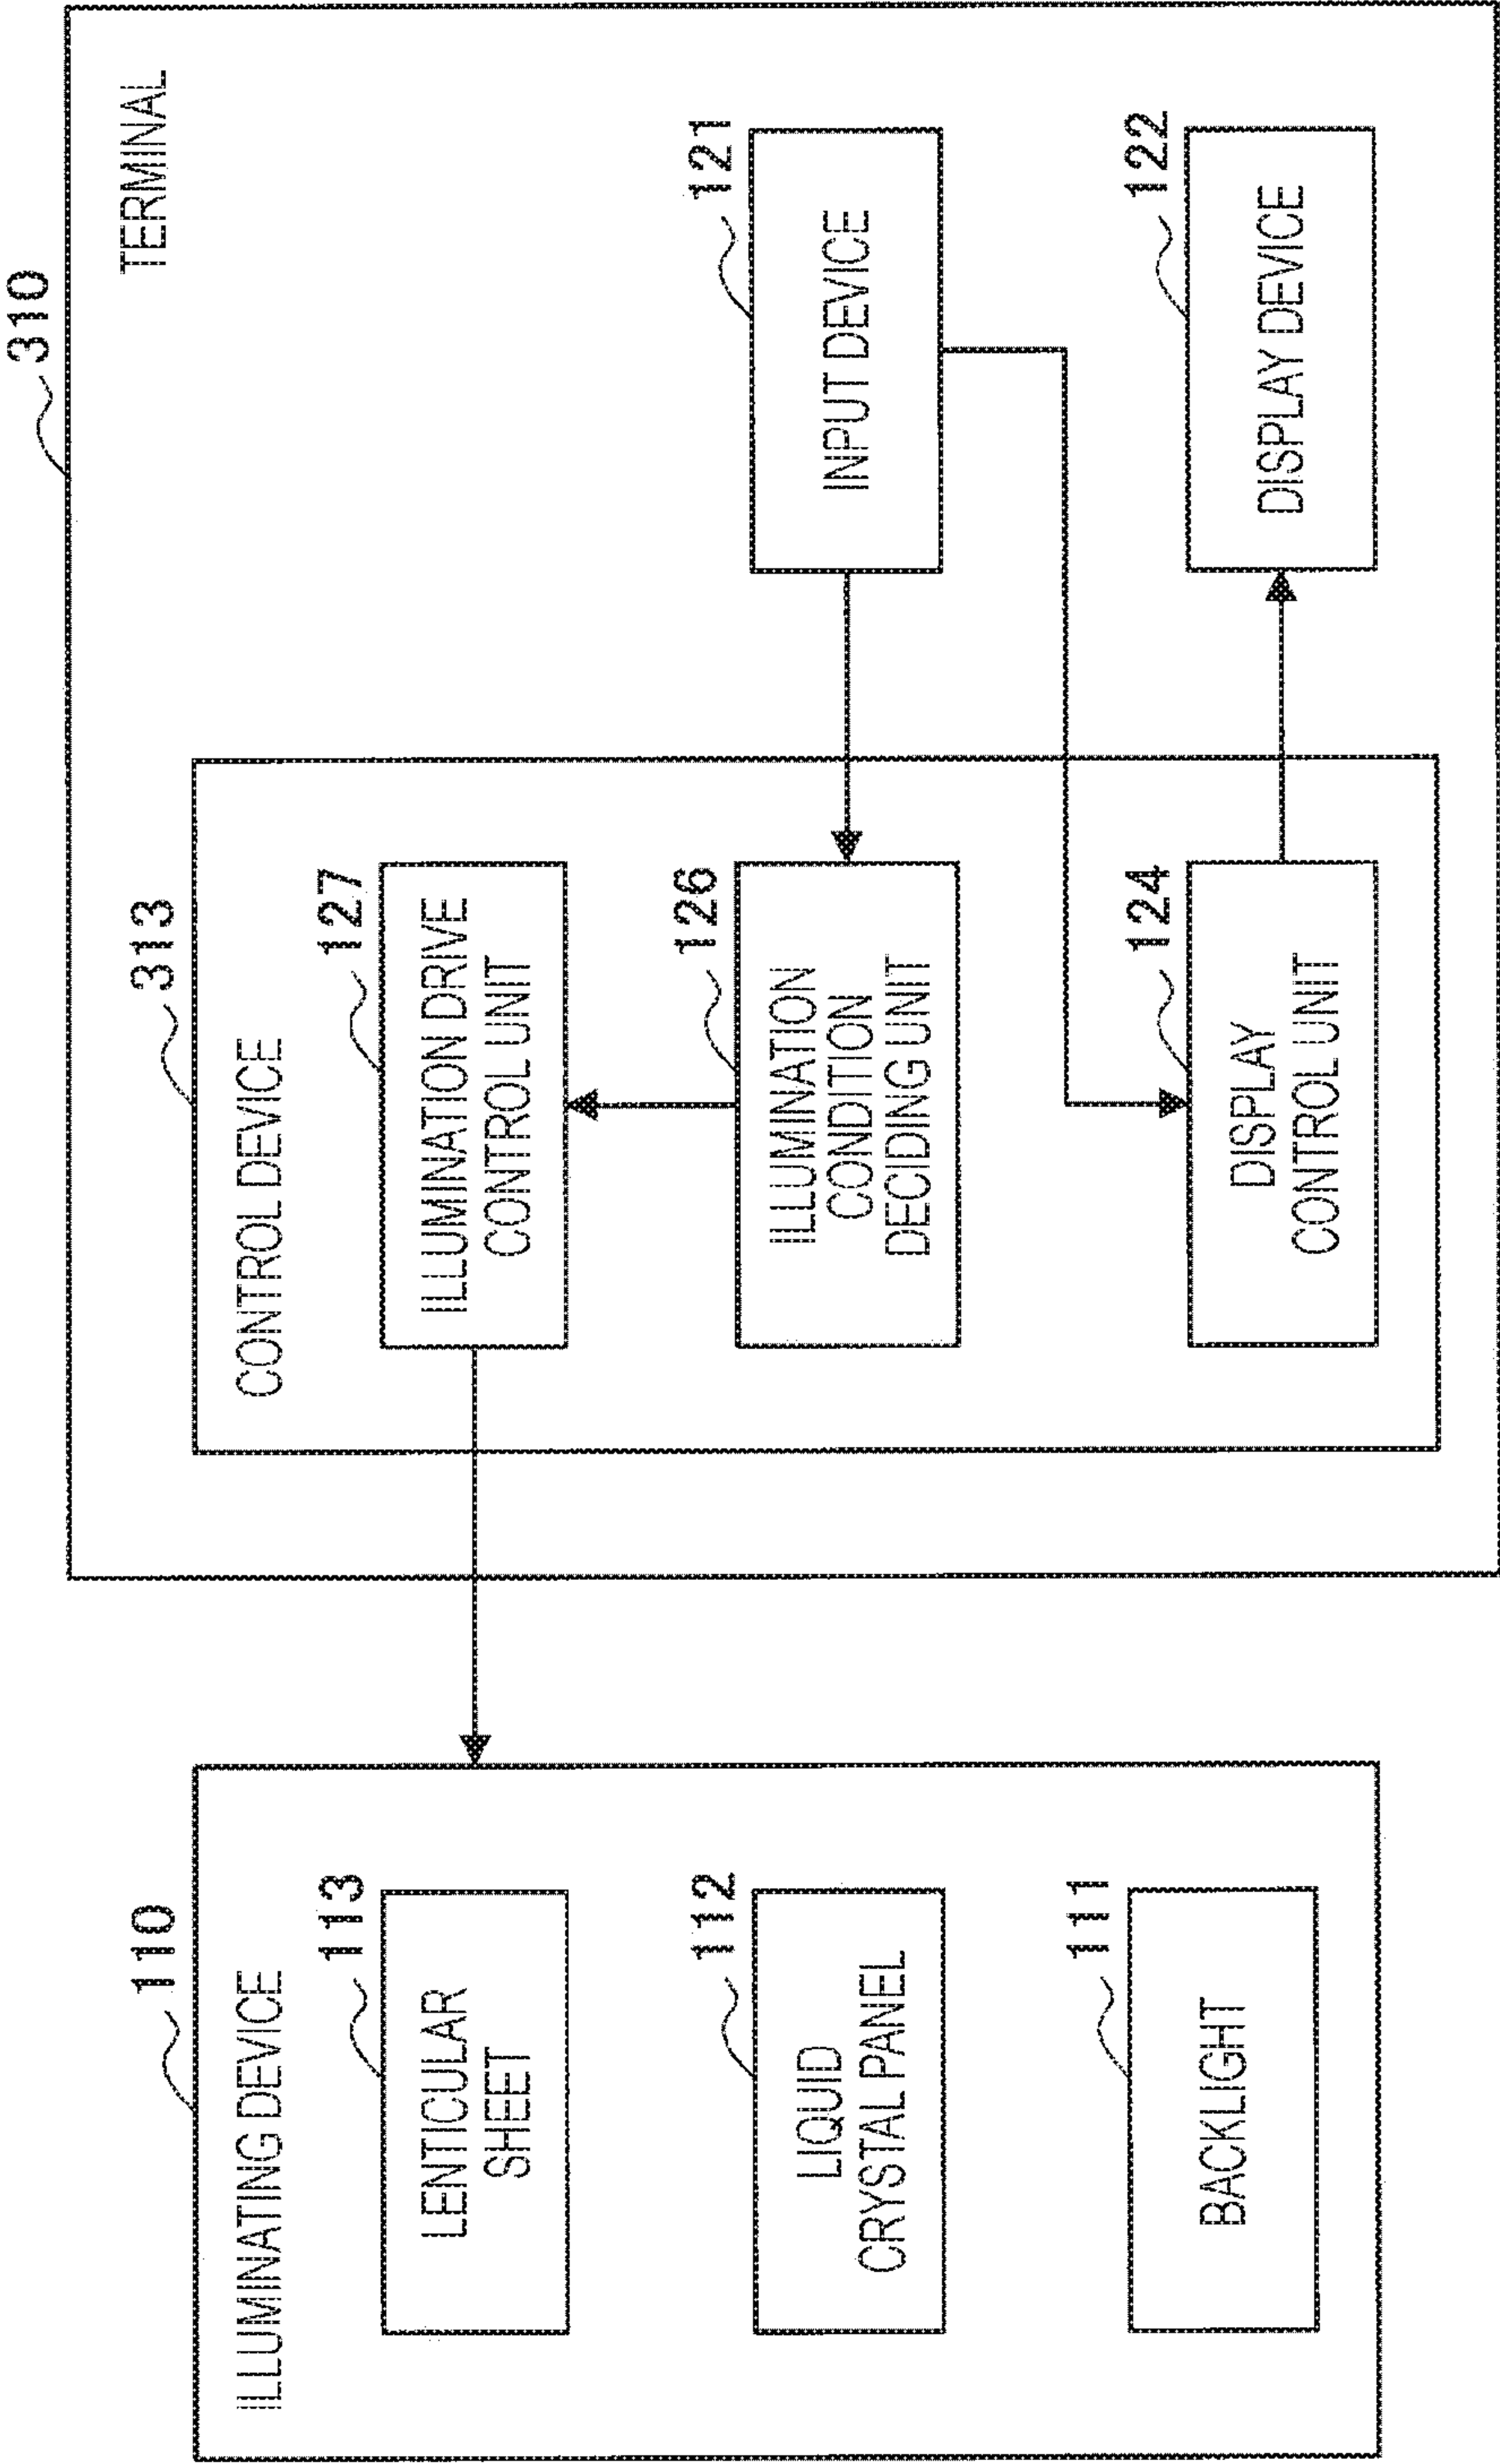 310
TERMINAL
110
ILLUMINATING DEVICE
113
LENTICULAR
SHEET
112
LIQUID
CRYSTAL PANEL
111
BACKLIGHT
313
CONTROL DEVICE
127
ILLUMINATION DRIVE
CONTROL UNIT
126
ILLUMINATION
CONDITION
DECIDING UNIT
124
DISPLAY
CONTROL UNIT
121
INPUT DEVICE
122
DISPLAY DEVICE